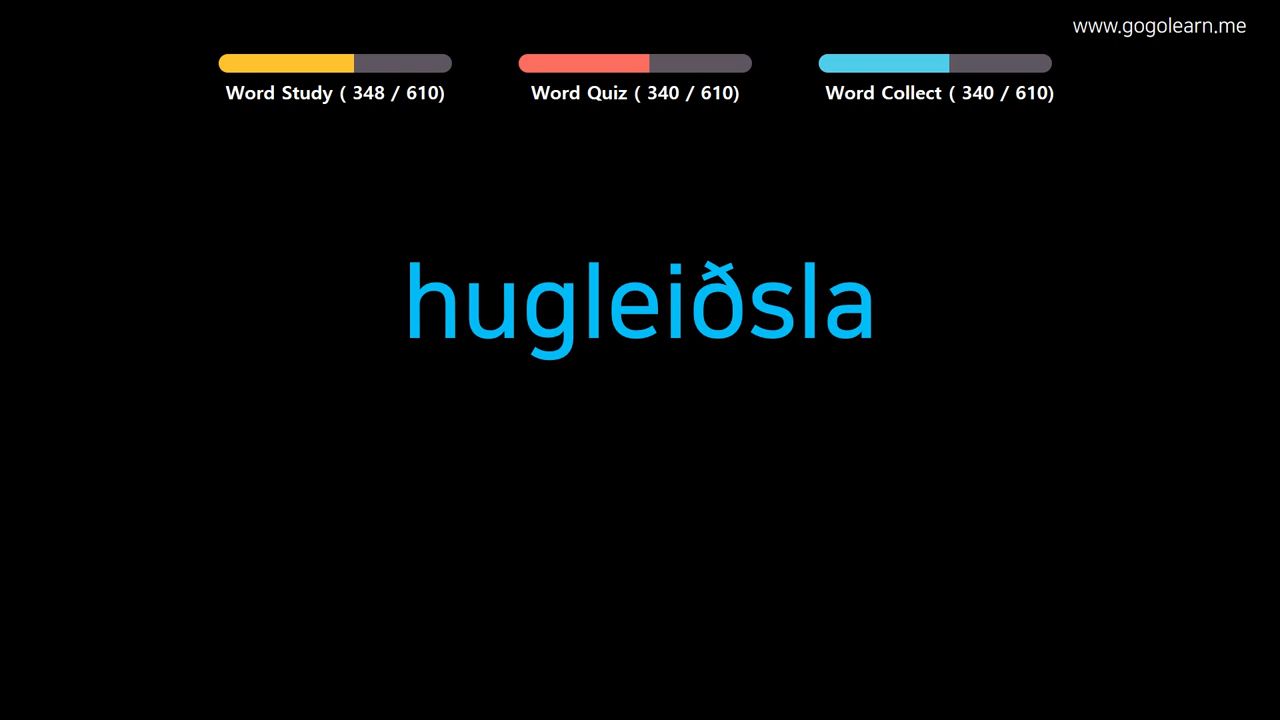 www.gogolearn.me
Word Study ( 348 / 610)
Word Quiz ( 340 / 610)
Word Collect ( 340 / 610)
hugleiðsla